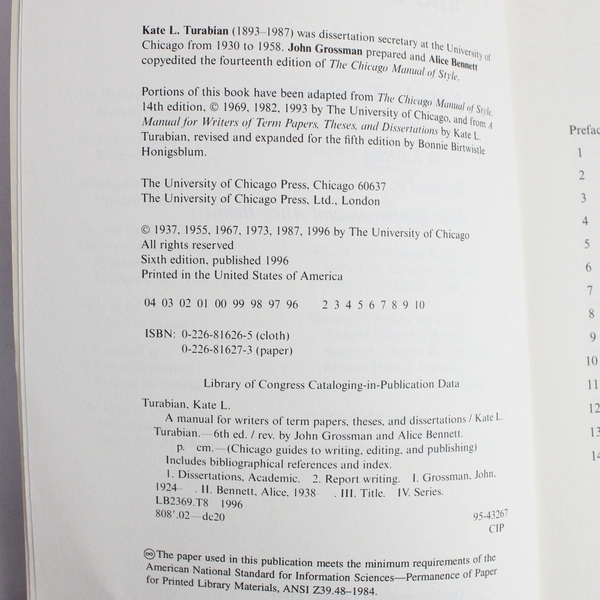 Kate L. Turabian (1893–1987) was dissertation secretary at the University of
Chicago from 1930 to 1958. John Grossman prepared and Alice Bennett
copyedited the fourteenth edition of The Chicago Manual of Style.
Portions of this book have been adapted from The Chicago Manual of Style,
14th edition, © 1969, 1982, 1993 by The University of Chicago, and from A
Manual for Writers of Term Papers, Theses, and Dissertations by Kate L.
Turabian, revised and expanded for the fifth edition by Bonnie Birtwistle
Honigsblum.
The University of Chicago Press, Chicago 60637
The University of Chicago Press, Ltd., London
© 1937, 1955, 1967, 1973, 1987, 1996 by The University of Chicago
All rights reserved
Sixth edition, published 1996
Printed in the United States of America
04 03 02 01 00 99 98 97 96 2 3 4 5 6 7 8 9 10
ISBN: 0-226-81626-5 (cloth)
0-226-81627-3 (paper)
Library of Congress Cataloging-in-Publication Data
Turabian, Kate L.
A manual for writers of term papers, theses, and dissertations / Kate L.
Turabian.—6th ed. / rev. by John Grossman and Alice Bennett.
p. cm.—(Chicago guides to writing, editing, and publishing)
Includes bibliographical references and index.
1. Dissertations, Academic. 2. Report writing. I. Grossman, John,
1924– . II. Bennett, Alice, 1938– . III. Title. IV. Series.
LB2369.T8 1996
808'.02—dc20 95-43267
CIP
♾ The paper used in this publication meets the minimum requirements of the
American National Standard for Information Sciences—Permanence of Paper
for Printed Library Materials, ANSI Z39.48-1984.
1
2
3
4
5
6
7
8
9
10
11
12